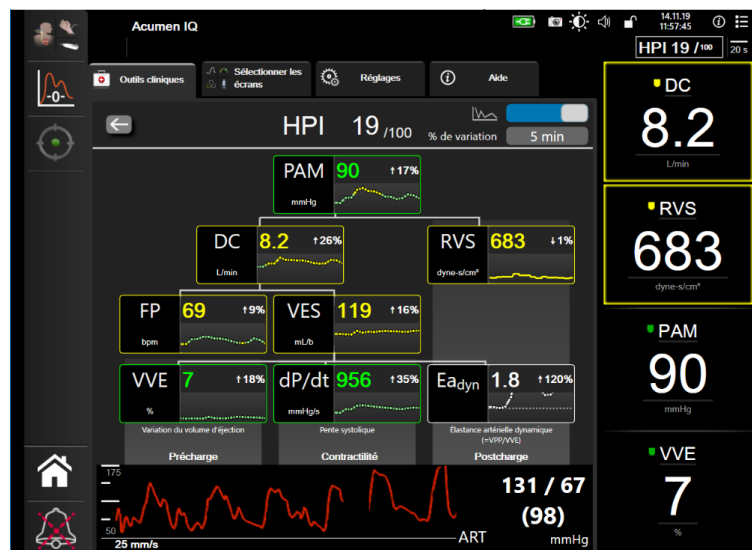 Acumen IQ
14.11.19
11:57:45
HPI 19 /100
20 s
-0-
Outils cliniques
Sélectionner les
écrans
Réglages
Aide
HPI 19 /100
% de variation
5 min
PAM 90 ↑17%
mmHg
DC 8.2 ↑26%
L/min
RVS 683 ↓1%
dyne-s/cm⁵
FP 69 ↑9%
bpm
VES 119 ↑16%
mL/b
VVE 7 ↑18%
%
dP/dt 956 ↑35%
mmHg/s
Eadyn 1.8 ↑120%
Variation du volume d'éjection
Pente systolique
Élastance artérielle dynamique
(=VPP/VVE)
Précharge
Contractilité
Postcharge
175
50
25 mm/s
ART
131 / 67
(98)
mmHg
DC
8.2
L/min
RVS
683
dyne-s/cm⁵
PAM
90
mmHg
VVE
7
%